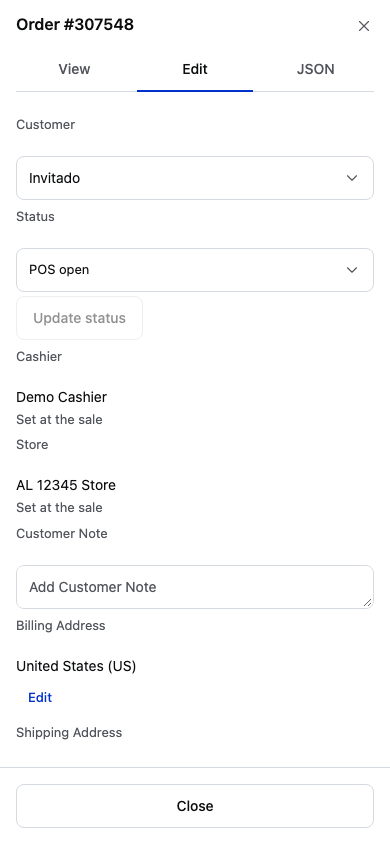 Order #307548
View
Edit
JSON
Customer
Invitado
Status
POS open
Update status
Cashier
Demo Cashier
Set at the sale
Store
AL 12345 Store
Set at the sale
Customer Note
Add Customer Note
Billing Address
United States (US)
Edit
Shipping Address
Close